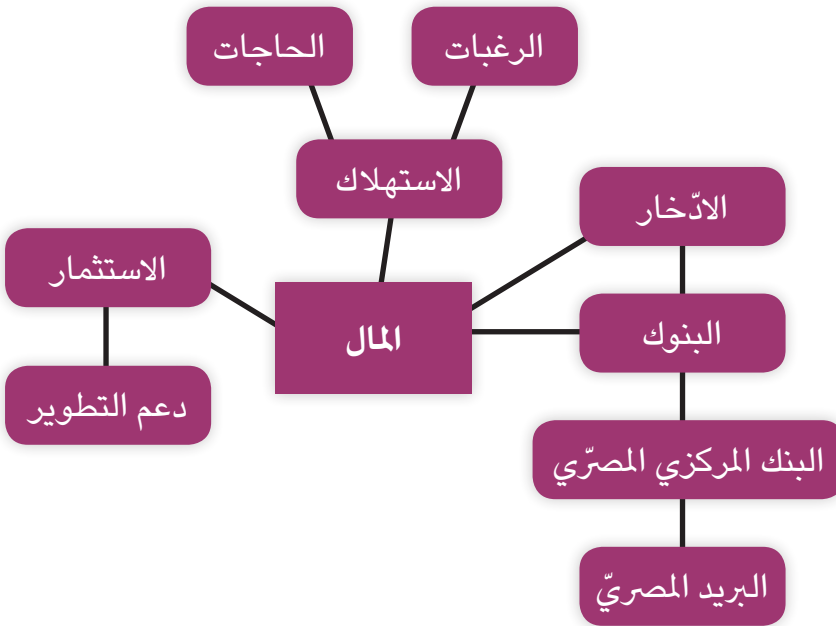 الرغبات
الحاجات
الاستهلاك
الادّخار
الاستثمار
البنوك
المال
دعم التطوير
البنك المركزي المصرّي
البريد المصريّ